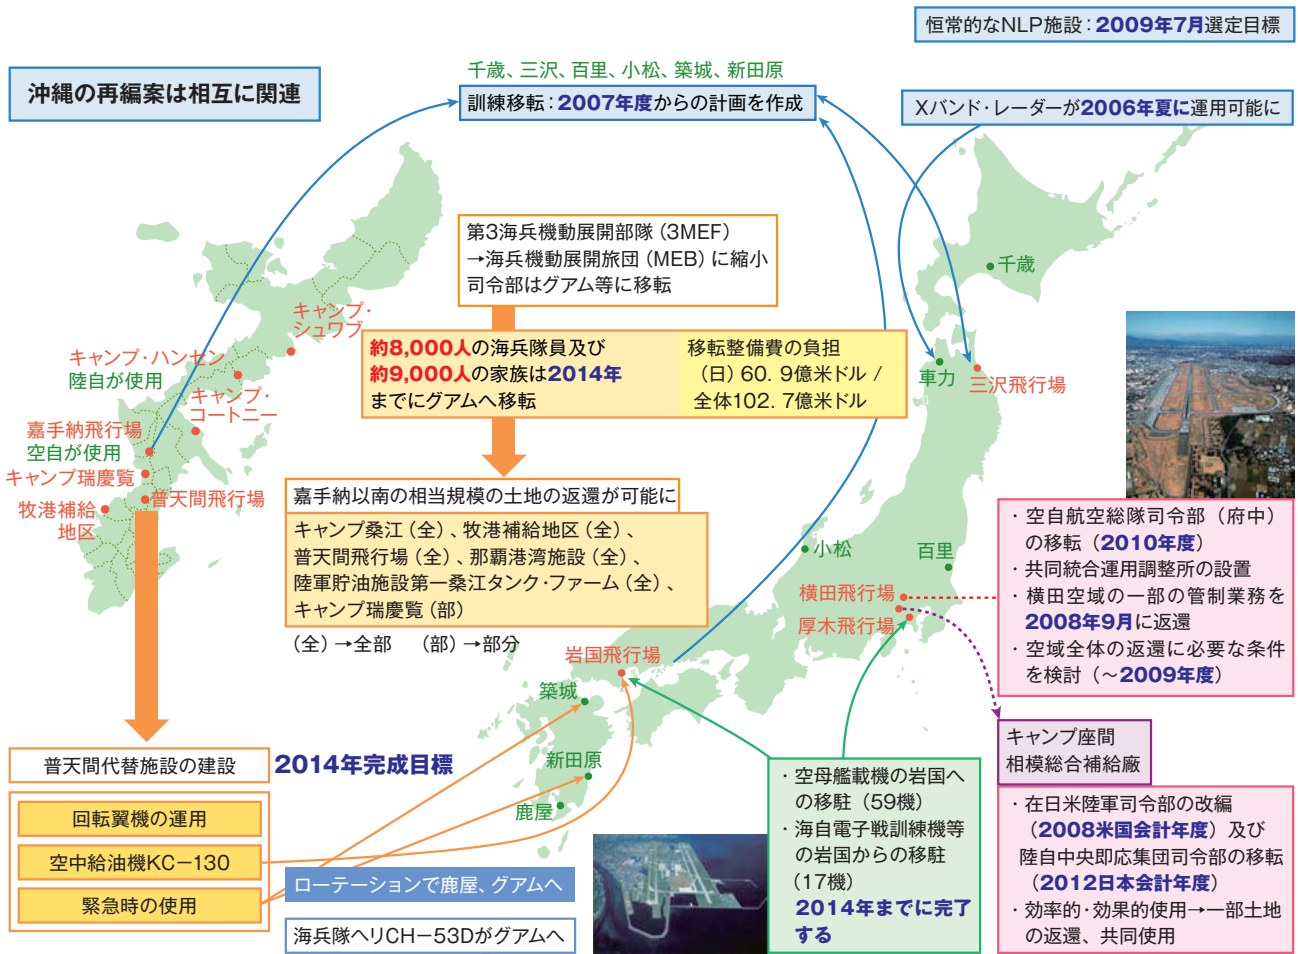 恒常的なNLP施設：2009年7月選定目標
沖縄の再編案は相互に関連
千歳、三沢、百里、小松、築城、新田原
訓練移転：2007年度からの計画を作成
Xバンド・レーダーが2006年夏に運用可能に
第3海兵機動展開部隊（3MEF）
→海兵機動展開旅団（MEB）に縮小
司令部はグアム等に移転
約8,000人の海兵隊員及び
約9,000人の家族は2014年
までにグアムへ移転
移転整備費の負担
（日）60．9億米ドル／
全体102．7億米ドル
キャンプ・
シュワブ
キャンプ・ハンセン
陸自が使用
キャンプ・
コートニー
嘉手納飛行場
空自が使用
キャンプ瑞慶覧
普天間飛行場
牧港補給
地区
千歳
車力
三沢飛行場
嘉手納以南の相当規模の土地の返還が可能に
キャンプ桑江（全）、牧港補給地区（全）、
普天間飛行場（全）、那覇港湾施設（全）、
陸軍貯油施設第一桑江タンク・ファーム（全）、
キャンプ瑞慶覧（部）
（全）→全部　（部）→部分
小松
百里
横田飛行場
厚木飛行場
岩国飛行場
築城
新田原
鹿屋
・空自航空総隊司令部（府中）
の移転（2010年度）
・共同統合運用調整所の設置
・横田空域の一部の管制業務を
2008年9月に返還
・空域全体の返還に必要な条件
を検討（～2009年度）
キャンプ座間
相模総合補給廠
・在日米陸軍司令部の改編
（2008米国会計年度）及び
陸自中央即応集団司令部の移転
（2012日本会計年度）
・効率的・効果的使用→一部土地
の返還、共同使用
・空母艦載機の岩国へ
の移駐（59機）
・海自電子戦訓練機等
の岩国からの移駐
（17機）
2014年までに完了
する
普天間代替施設の建設
2014年完成目標
回転翼機の運用
空中給油機KC－130
緊急時の使用
ローテーションで鹿屋、グアムへ
海兵隊ヘリCH－53Dがグアムへ